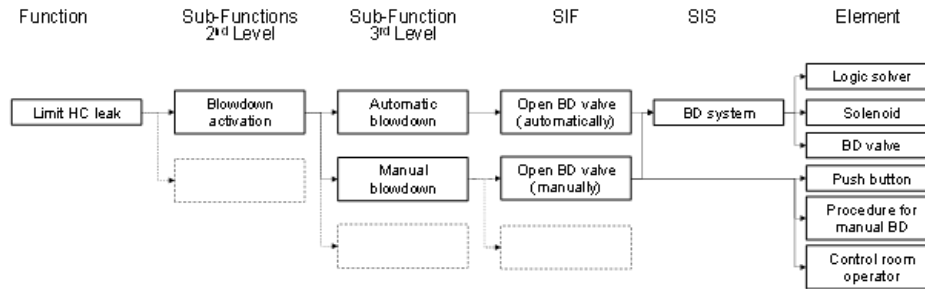 Function
Sub-Functions
2nd Level
Sub-Function
3rd Level
SIF
SIS
Element
Limit HC leak
Blowdown
activation
Automatic
blowdown
Open BD valve
(automatically)
BD system
Logic solver
Solenoid
BD valve
Manual
blowdown
Open BD valve
(manually)
Push button
Procedure for
manual BD
Control room
operator